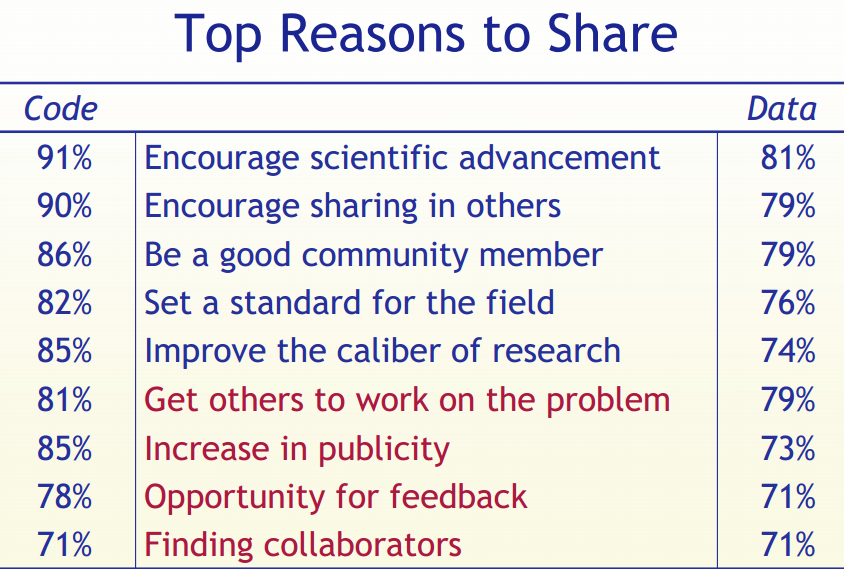 Top Reasons to Share
Code Data
91% Encourage scientific advancement 81%
90% Encourage sharing in others 79%
86% Be a good community member 79%
82% Set a standard for the field 76%
85% Improve the caliber of research 74%
81% Get others to work on the problem 79%
85% Increase in publicity 73%
78% Opportunity for feedback 71%
71% Finding collaborators 71%